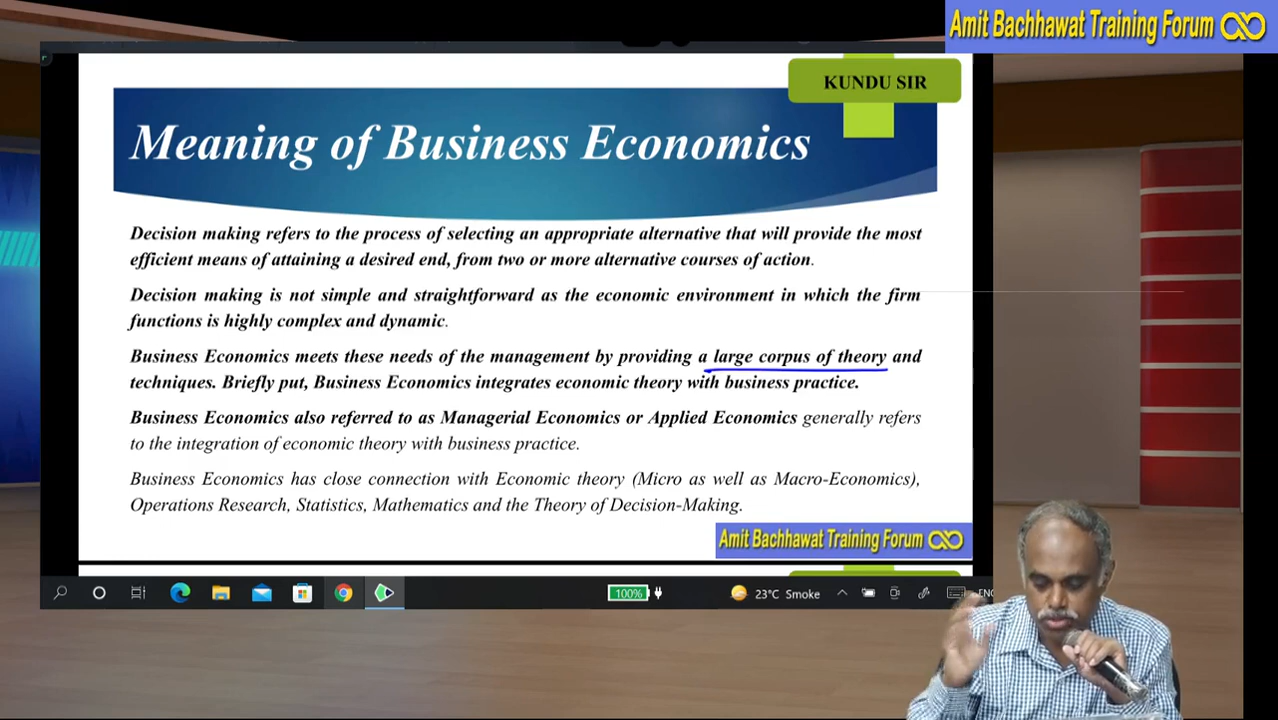 Amit Bachhawat Training Forum
KUNDU SIR
Meaning of Business Economics
Decision making refers to the process of selecting an appropriate alternative that will provide the most
efficient means of attaining a desired end, from two or more alternative courses of action.
Decision making is not simple and straightforward as the economic environment in which the firm
functions is highly complex and dynamic.
Business Economics meets these needs of the management by providing a large corpus of theory and
techniques. Briefly put, Business Economics integrates economic theory with business practice.
Business Economics also referred to as Managerial Economics or Applied Economics generally refers
to the integration of economic theory with business practice.
Business Economics has close connection with Economic theory (Micro as well as Macro-Economics),
Operations Research, Statistics, Mathematics and the Theory of Decision-Making.
Amit Bachhawat Training Forum
100%
23°C Smoke
ENG